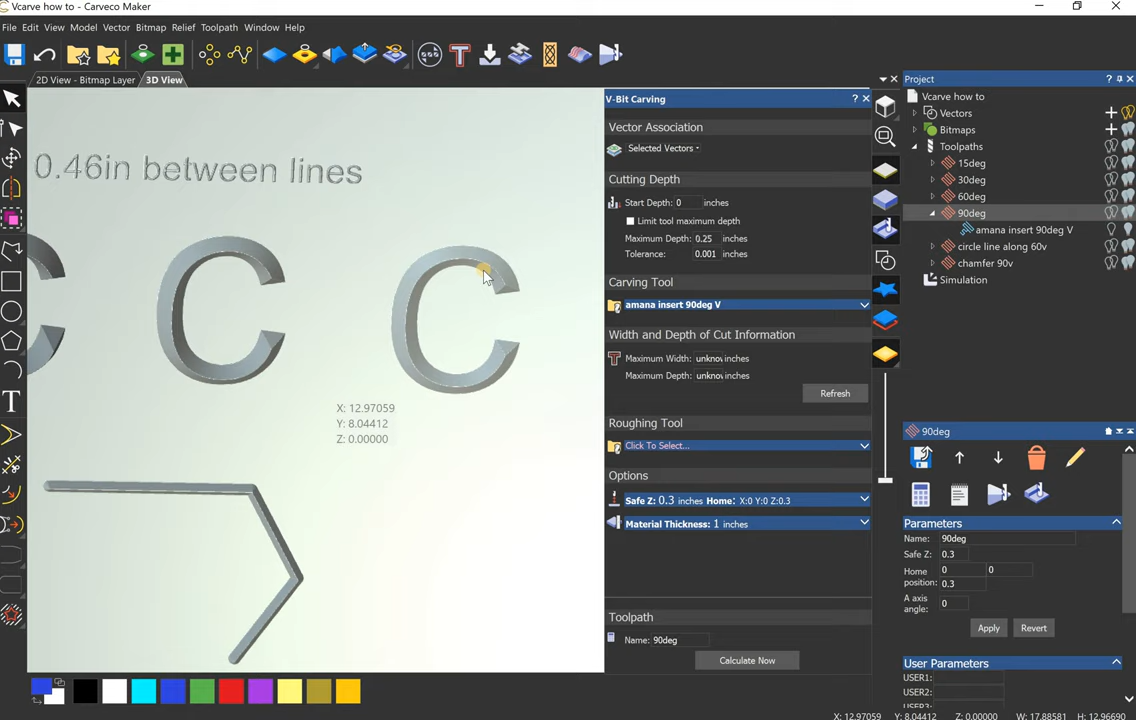 Vcarve how to - Carveco Maker
File Edit View Model Vector Bitmap Relief Toolpath Window Help
2D View - Bitmap Layer 3D View
0.46in between lines
C C C
X: 12.97059
Y: 8.04412
Z: 0.00000
V-Bit Carving
Vector Association
Selected Vectors
Cutting Depth
Start Depth: 0 inches
Limit tool maximum depth
Maximum Depth: 0.25 inches
Tolerance: 0.001 inches
Carving Tool
amana insert 90deg V
Width and Depth of Cut Information
Maximum Width: unknov inches
Maximum Depth: unknov inches
Refresh
Roughing Tool
Click To Select...
Options
Safe Z: 0.3 inches Home: X:0 Y:0 Z:0.3
Material Thickness: 1 inches
Toolpath
Name: 90deg
Calculate Now
Project
Vcarve how to
Vectors
Bitmaps
Toolpaths
15deg
30deg
60deg
90deg
amana insert 90deg V
circle line along 60v
chamfer 90v
Simulation
90deg
Parameters
Name: 90deg
Safe Z: 0.3
Home position: 0 0
0.3
A axis angle: 0
Apply Revert
User Parameters
USER1:
USER2:
X: 12.97059 Y: 8.04412 Z: 0.00000 W: 17.88581 H: 12.96690